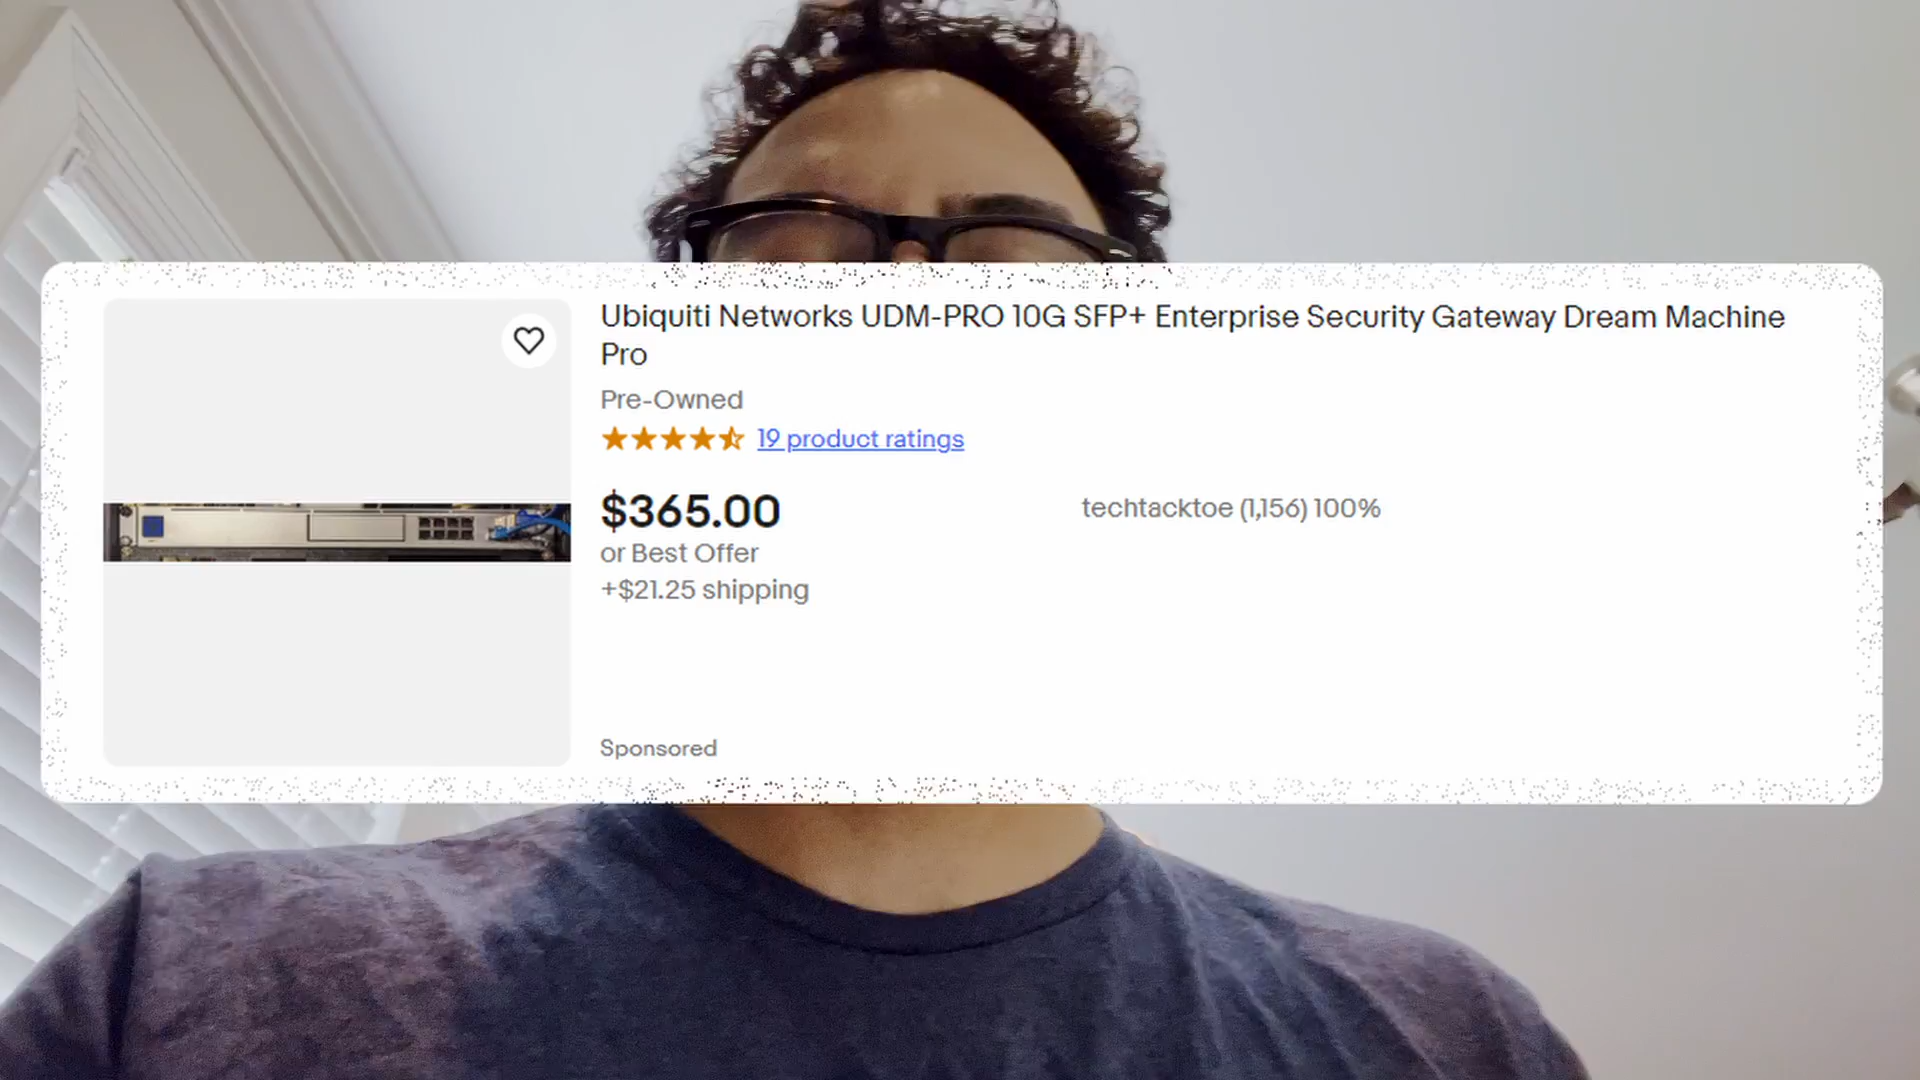 Ubiquiti Networks UDM-PRO 10G SFP+ Enterprise Security Gateway Dream Machine
Pro
Pre-Owned
19 product ratings
$365.00
techtacktoe (1,156) 100%
or Best Offer
+$21.25 shipping
Sponsored